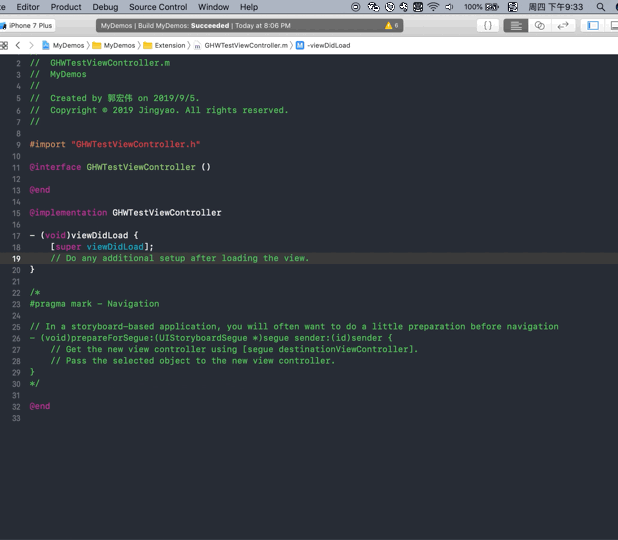 Editor Product Debug Source Control Window Help 100% 周四 下午9:33
iPhone 7 Plus MyDemos | Build MyDemos: Succeeded | Today at 8:06 PM 6 {}
MyDemos MyDemos Extension m GHWTestViewController.m M -viewDidLoad
2 //  GHWTestViewController.m
3 //  MyDemos
4 //
5 //  Created by 郭宏伟 on 2019/9/5.
6 //  Copyright © 2019 Jingyao. All rights reserved.
7 //
8
9 #import "GHWTestViewController.h"
10
11 @interface GHWTestViewController ()
12
13 @end
14
15 @implementation GHWTestViewController
16
17 - (void)viewDidLoad {
18     [super viewDidLoad];
19     // Do any additional setup after loading the view.
20 }
21
22 /*
23 #pragma mark - Navigation
24
25 // In a storyboard-based application, you will often want to do a little preparation before navigation
26 - (void)prepareForSegue:(UIStoryboardSegue *)segue sender:(id)sender {
27     // Get the new view controller using [segue destinationViewController].
28     // Pass the selected object to the new view controller.
29 }
30 */
31
32 @end
33